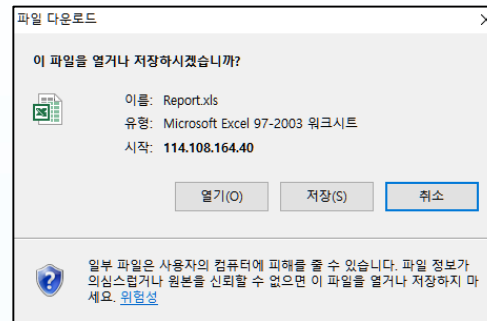 파일 다운로드
이 파일을 열거나 저장하시겠습니까?
이름: Report.xls
유형: Microsoft Excel 97-2003 워크시트
시작: 114.108.164.40
열기(O) 저장(S) 취소
일부 파일은 사용자의 컴퓨터에 피해를 줄 수 있습니다. 파일 정보가
의심스럽거나 원본을 신뢰할 수 없으면 이 파일을 열거나 저장하지 마
세요. 위험성